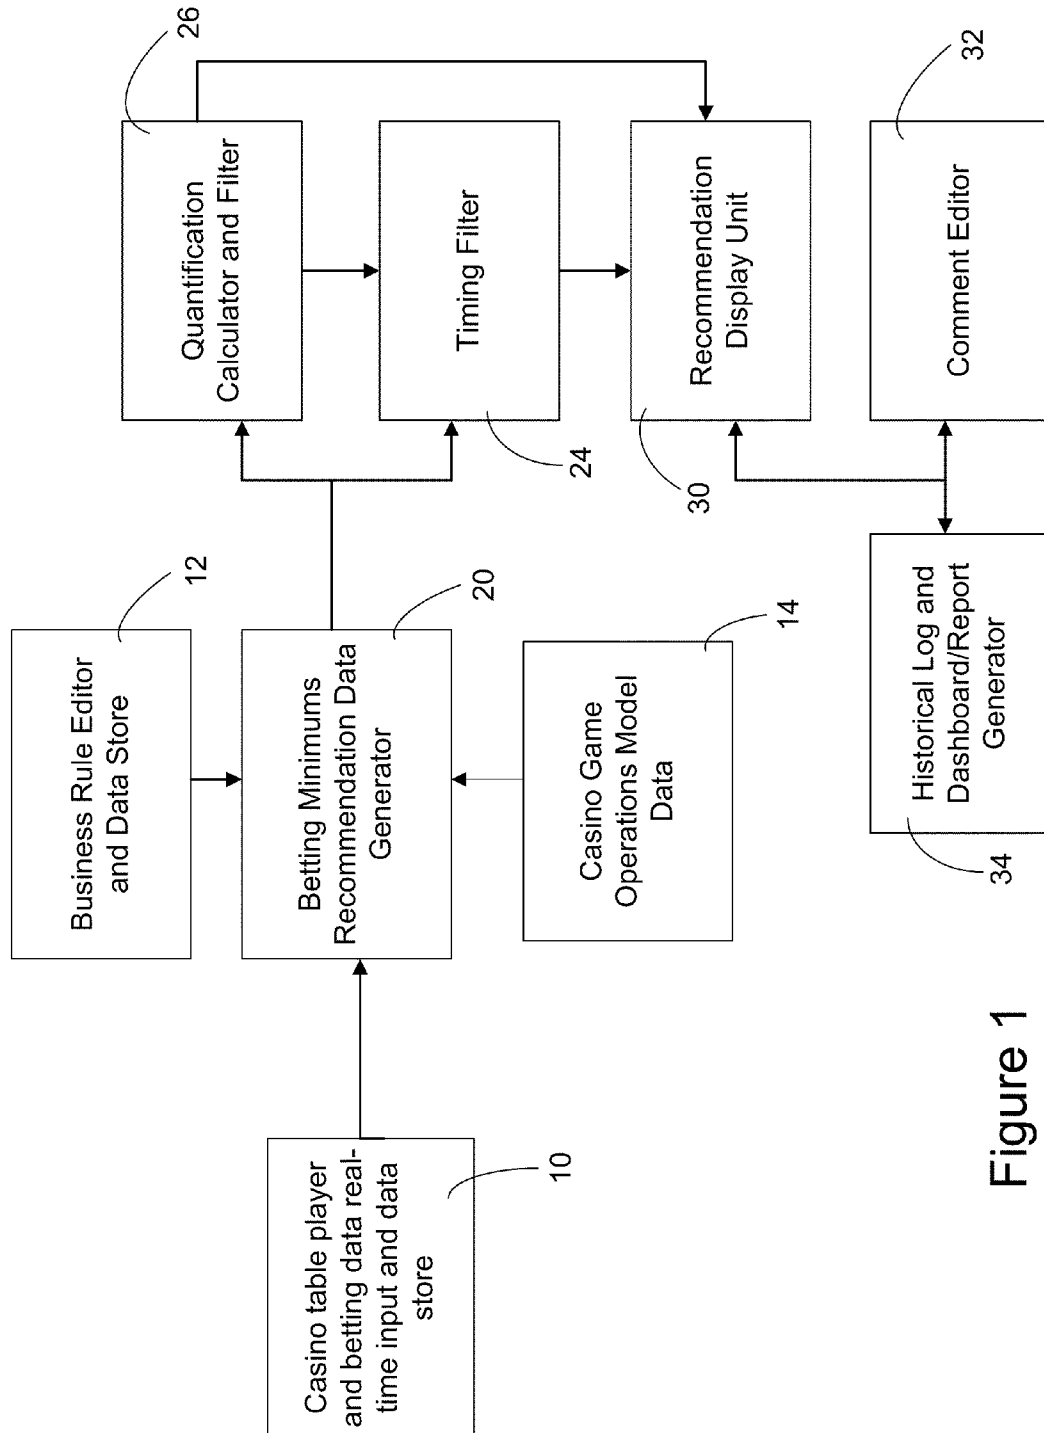 Casino table player
and betting data real-
time input and data
store
10
Business Rule Editor
and Data Store
12
Betting Minimums
Recommendation Data
Generator
20
Casino Game
Operations Model
Data
14
Quantification
Calculator and Filter
26
Timing Filter
24
Recommendation
Display Unit
30
Comment Editor
32
Historical Log and
Dashboard/Report
Generator
34
Figure 1